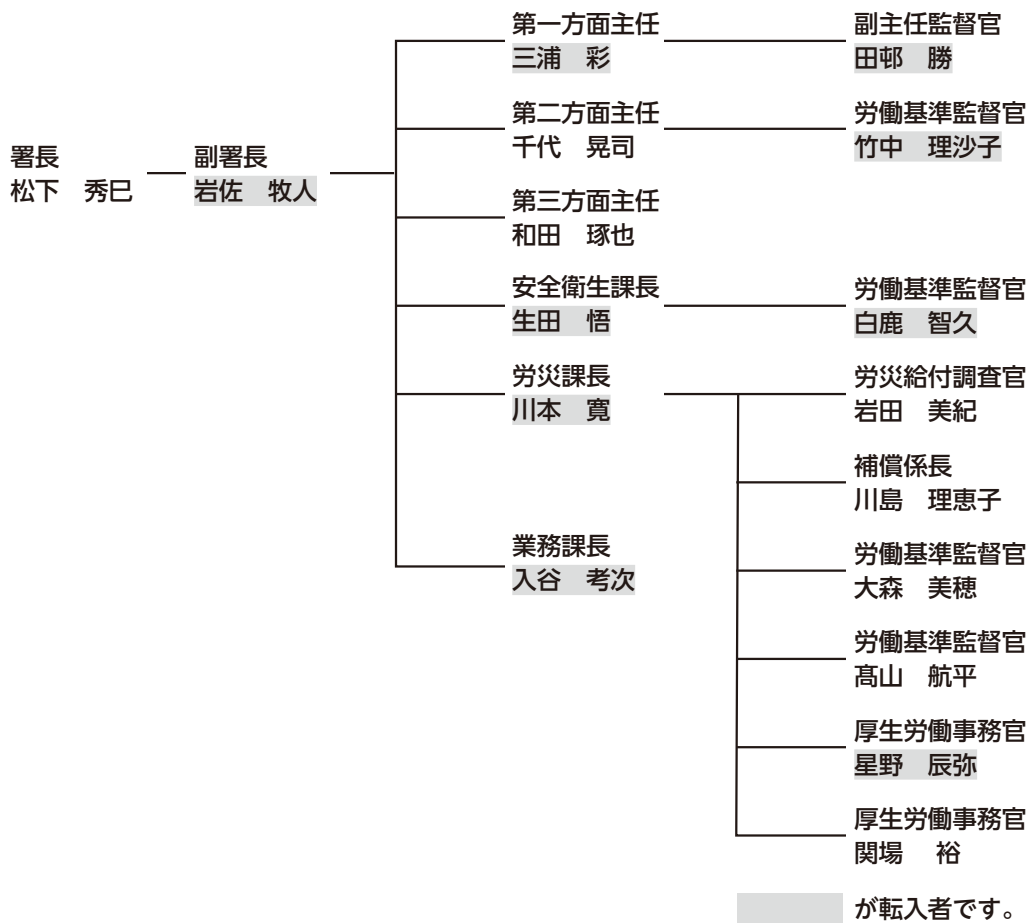 署長
松下　秀巳
副署長
岩佐　牧人
第一方面主任
三浦　彩
副主任監督官
田邨　勝
第二方面主任
千代　晃司
労働基準監督官
竹中　理沙子
第三方面主任
和田　琢也
安全衛生課長
生田　悟
労働基準監督官
白鹿　智久
労災課長
川本　寛
労災給付調査官
岩田　美紀
補償係長
川島　理恵子
労働基準監督官
大森　美穂
労働基準監督官
髙山　航平
厚生労働事務官
星野　辰弥
厚生労働事務官
関場　裕
業務課長
入谷　考次
が転入者です。